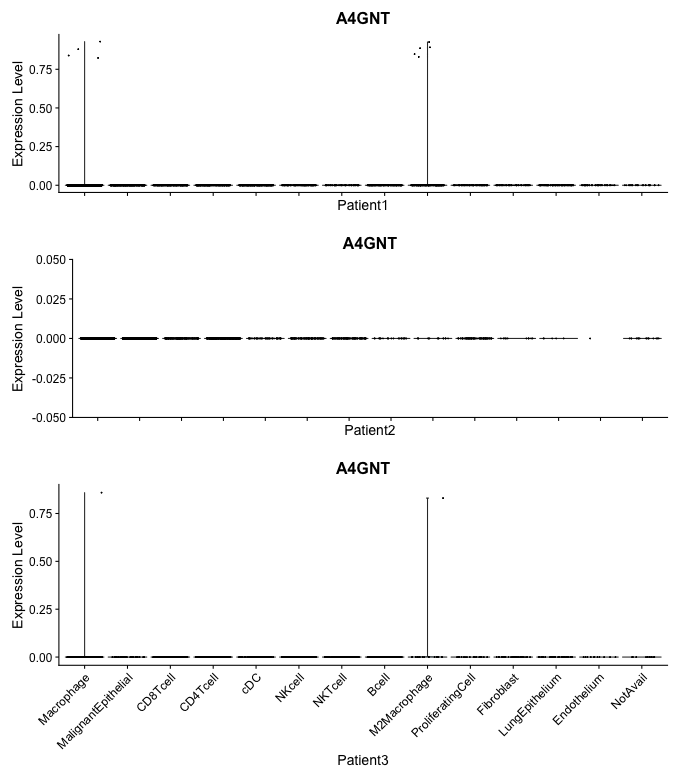 A4GNT
Expression Level
0.75
0.50
0.25
0.00
Patient1
A4GNT
Expression Level
0.050
0.025
0.000
-0.025
-0.050
Patient2
A4GNT
Expression Level
0.75
0.50
0.25
0.00
Macrophage
MalignantEpithelial
CD8Tcell
CD4Tcell
cDC
NKcell
NKTcell
Bcell
M2Macrophage
ProliferatingCell
Fibroblast
LungEpithelium
Endothelium
NotAvail
Patient3